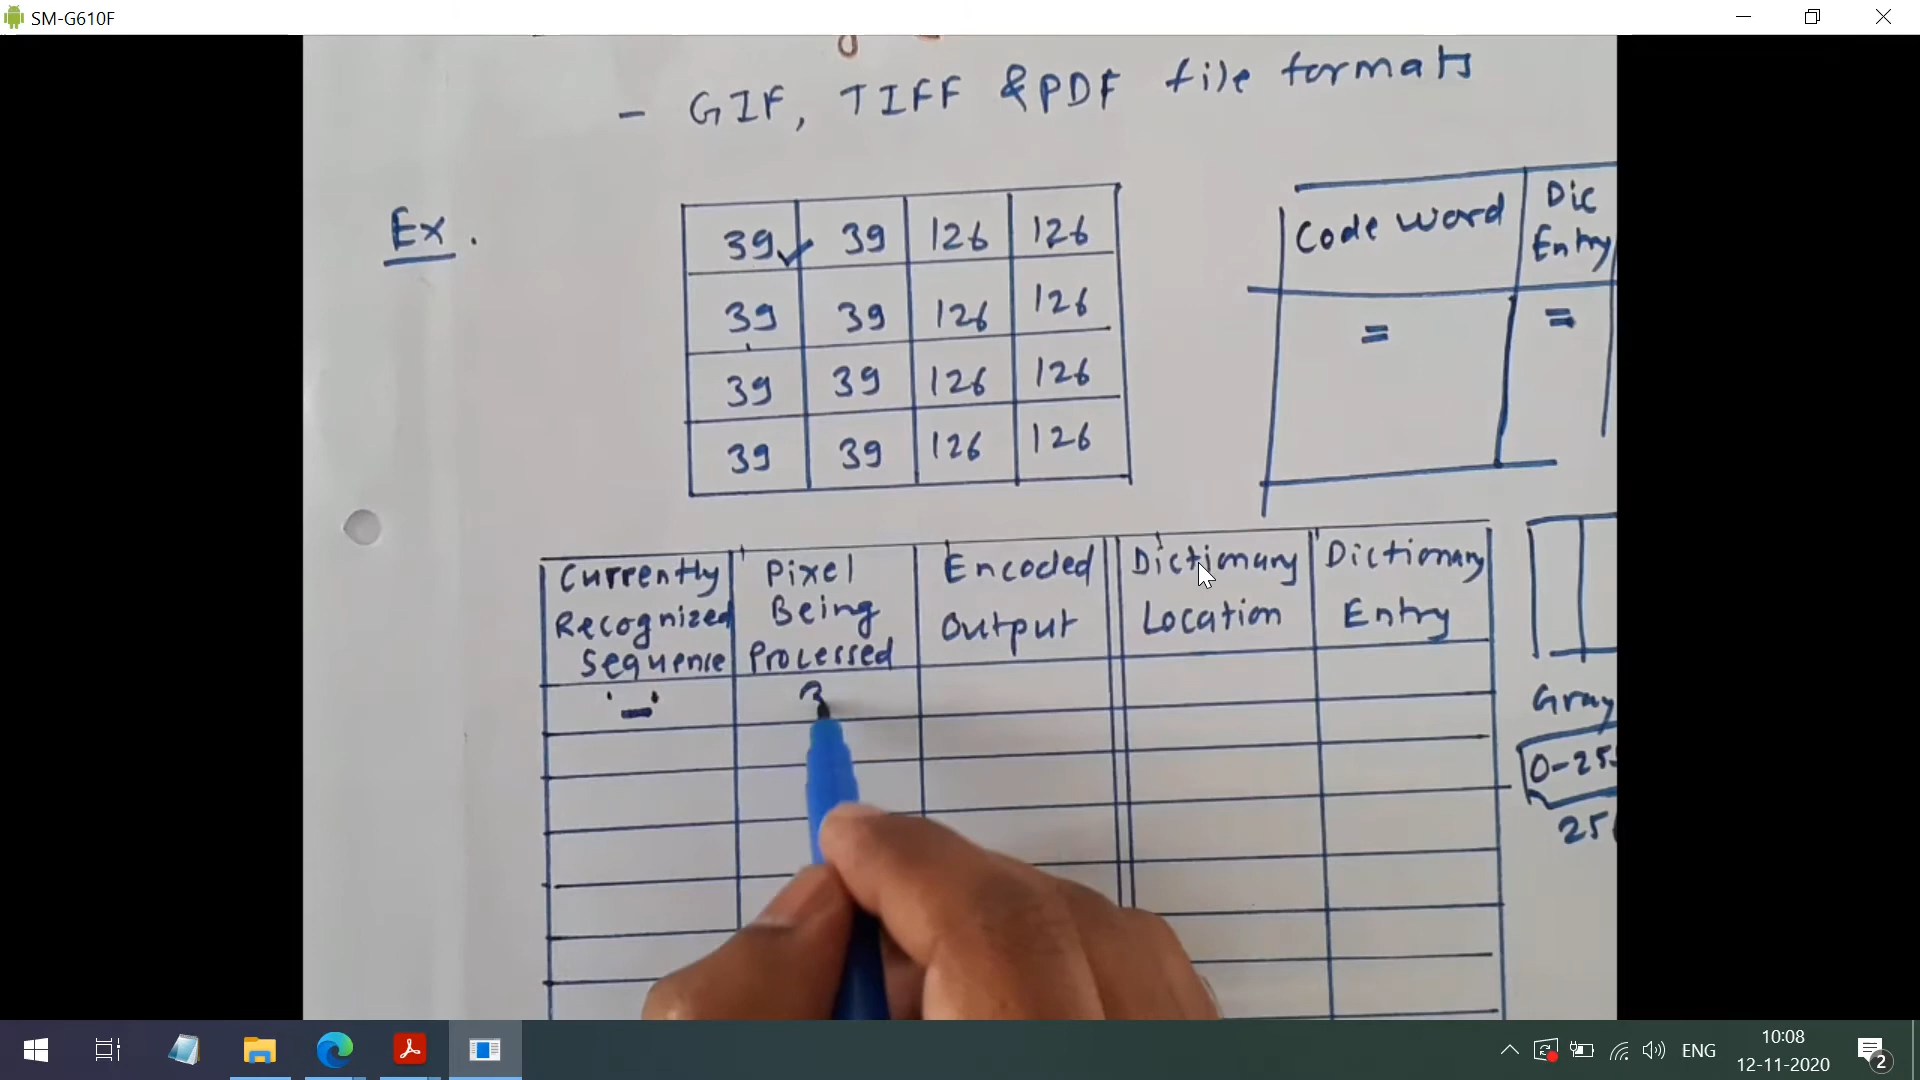 SM-G610F
- GIF, TIFF & PDF file formats
Ex.
39 39 126 126
39 39 126 126
39 39 126 126
39 39 126 126
Code Word
Dic
Entry
=
=
Currently
Recognized
Sequence
Pixel
Being
Processed
Encoded
Output
Dictionary
Location
Dictionary
Entry
-
3
Gray
0-25
25
ENG
10:08
12-11-2020
2